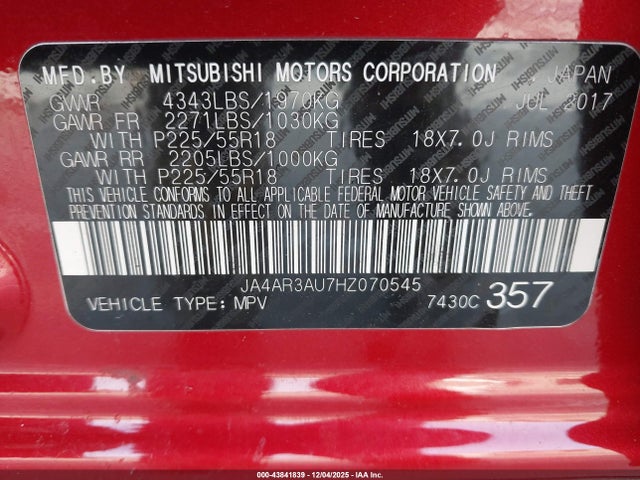 MFD.BY MITSUBISHI MOTORS CORPORATION JAPAN
GVWR 4343LBS/1970KG JUL 2017
GAWR FR 2271LBS/1030KG
WITH P225/55R18 TIRES 18X7.0J RIMS
GAWR RR 2205LBS/1000KG
WITH P225/55R18 TIRES 18X7.0J RIMS
THIS VEHICLE CONFORMS TO ALL APPLICABLE FEDERAL MOTOR VEHICLE SAFETY AND THEFT
PREVENTION STANDARDS IN EFFECT ON THE DATE OF MANUFACTURE SHOWN ABOVE.
JA4AR3AU7HZ070545
VEHICLE TYPE: MPV 7430C 357
000-43841839 - 12/04/2025 - IAA Inc.